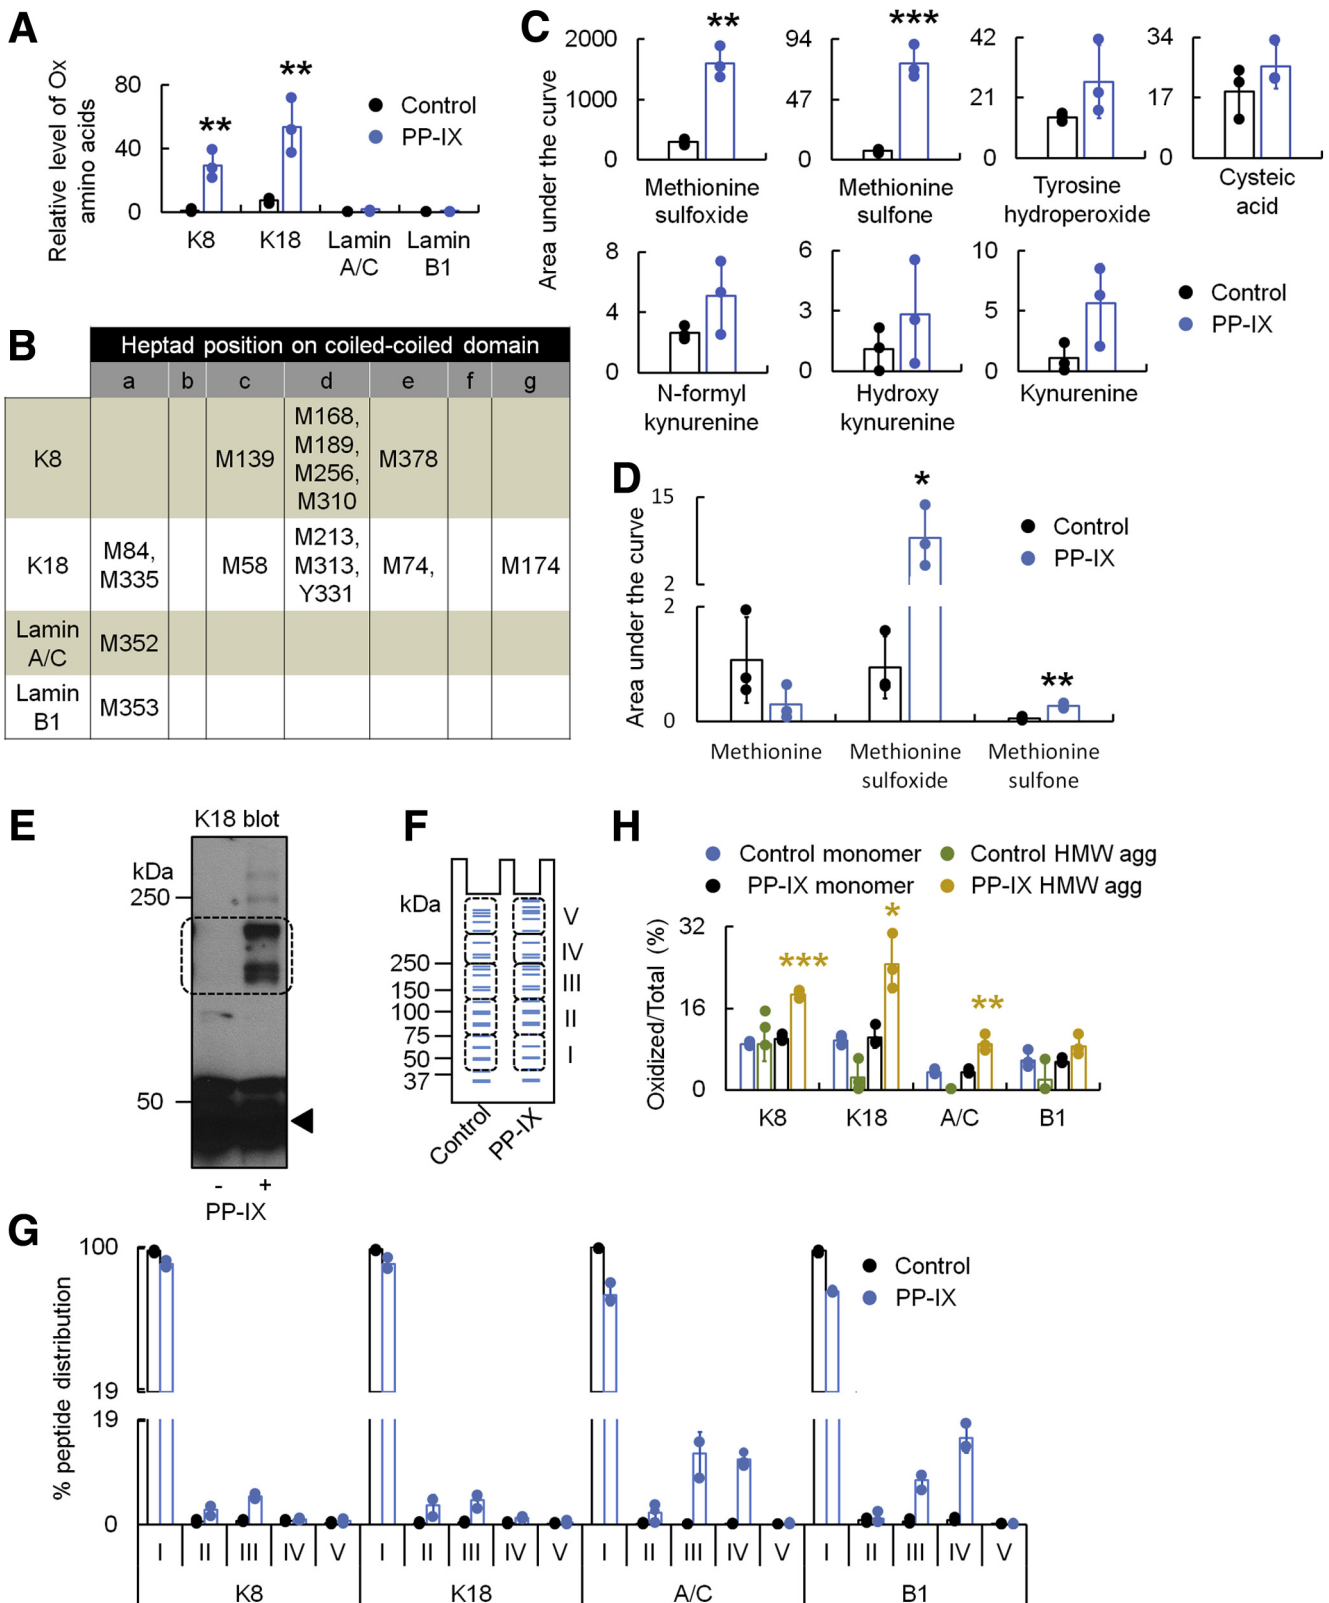 A
Relative level of Ox
amino acids
80
40
0
**
**
Control
PP-IX
K8
K18
Lamin
A/C
Lamin
B1
B
Heptad position on coiled-coiled domain
a b c d e f g
K8
M139
M168,
M189,
M256,
M310
M378
K18
M84,
M335
M58
M213,
M313,
Y331
M74,
M174
Lamin
A/C
M352
Lamin
B1
M353
C
Area under the curve
2000
1000
0
**
Methionine
sulfoxide
94
47
0
***
Methionine
sulfone
42
21
0
Tyrosine
hydroperoxide
34
17
0
Cysteic
acid
8
4
0
N-formyl
kynurenine
6
3
0
Hydroxy
kynurenine
10
5
0
Kynurenine
Control
PP-IX
D
Area under the curve
15
2
2
0
*
**
Control
PP-IX
Methionine
Methionine
sulfoxide
Methionine
sulfone
E
K18 blot
kDa
250
50
- +
PP-IX
F
kDa
250
150
100
75
50
37
V
IV
III
II
I
Control
PP-IX
H
Control monomer
Control HMW agg
PP-IX monomer
PP-IX HMW agg
Oxidized/Total (%)
32
16
0
***
*
**
K8 K18 A/C B1
G
% peptide distribution
100
19
19
0
Control
PP-IX
I II III IV V I II III IV V I II III IV V I II III IV V
K8 K18 A/C B1